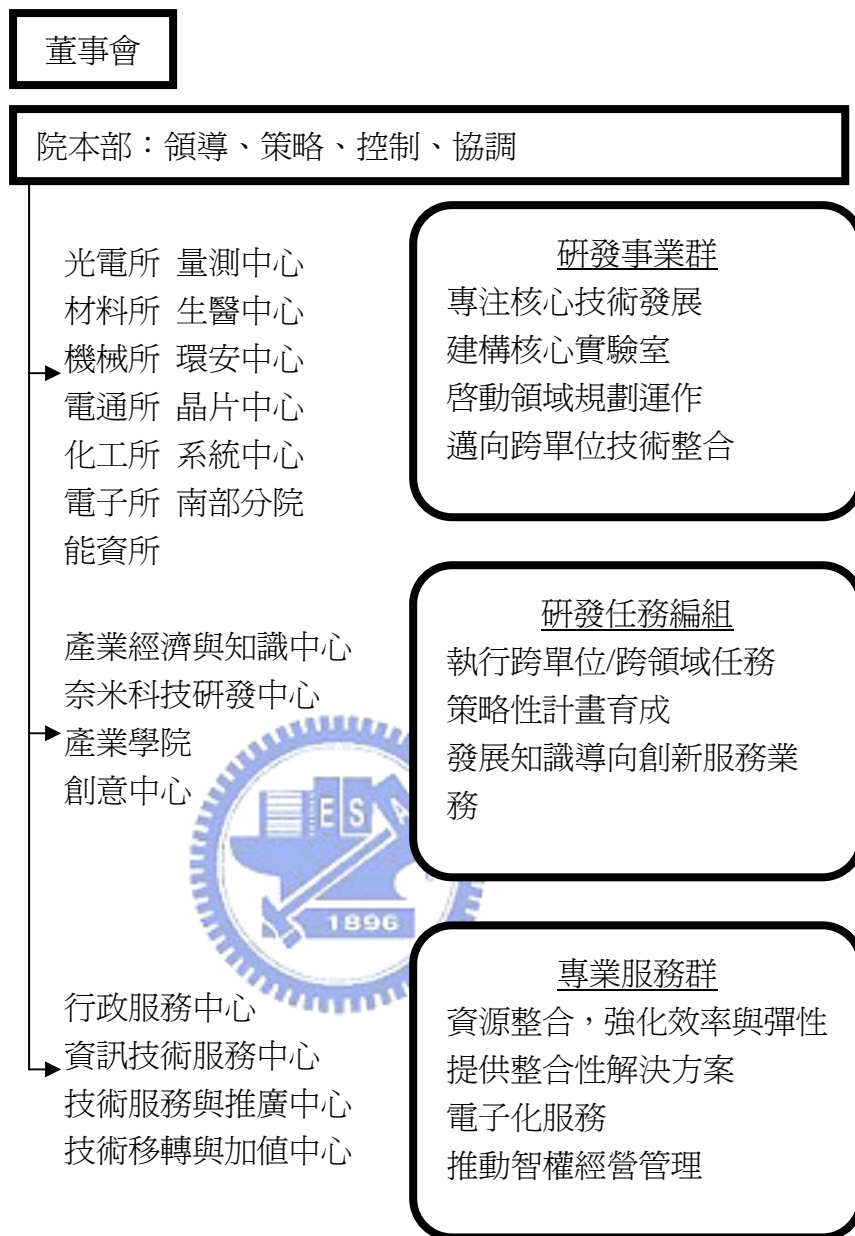 董事會
院本部：領導、策略、控制、協調
光電所 量測中心
材料所 生醫中心
機械所 環安中心
電通所 晶片中心
化工所 系統中心
電子所 南部分院
能資所
研發事業群
專注核心技術發展
建構核心實驗室
啓動領域規劃運作
邁向跨單位技術整合
產業經濟與知識中心
奈米科技研發中心
產業學院
創意中心
研發任務編組
執行跨單位/跨領域任務
策略性計畫育成
發展知識導向創新服務業
務
ES
1896
行政服務中心
資訊技術服務中心
技術服務與推廣中心
技術移轉與加值中心
專業服務群
資源整合，強化效率與彈性
提供整合性解決方案
電子化服務
推動智權經營管理